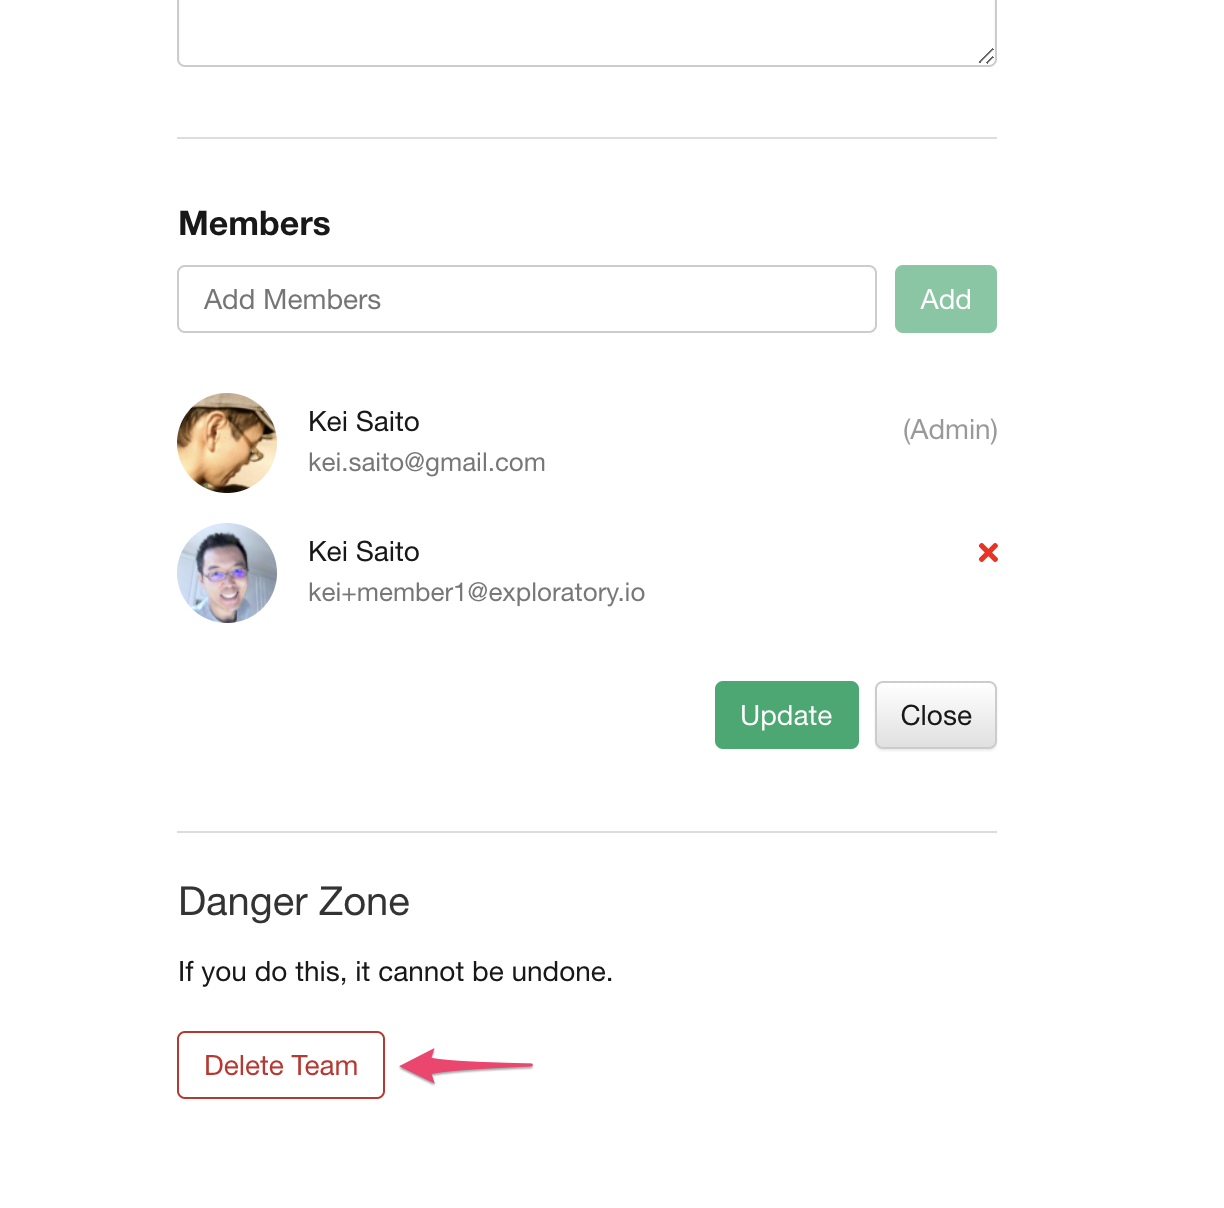 Members
Add Members
Add
Kei Saito
(Admin)
kei.saito@gmail.com
Kei Saito
kei+member1@exploratory.io
Update
Close
Danger Zone
If you do this, it cannot be undone.
Delete Team